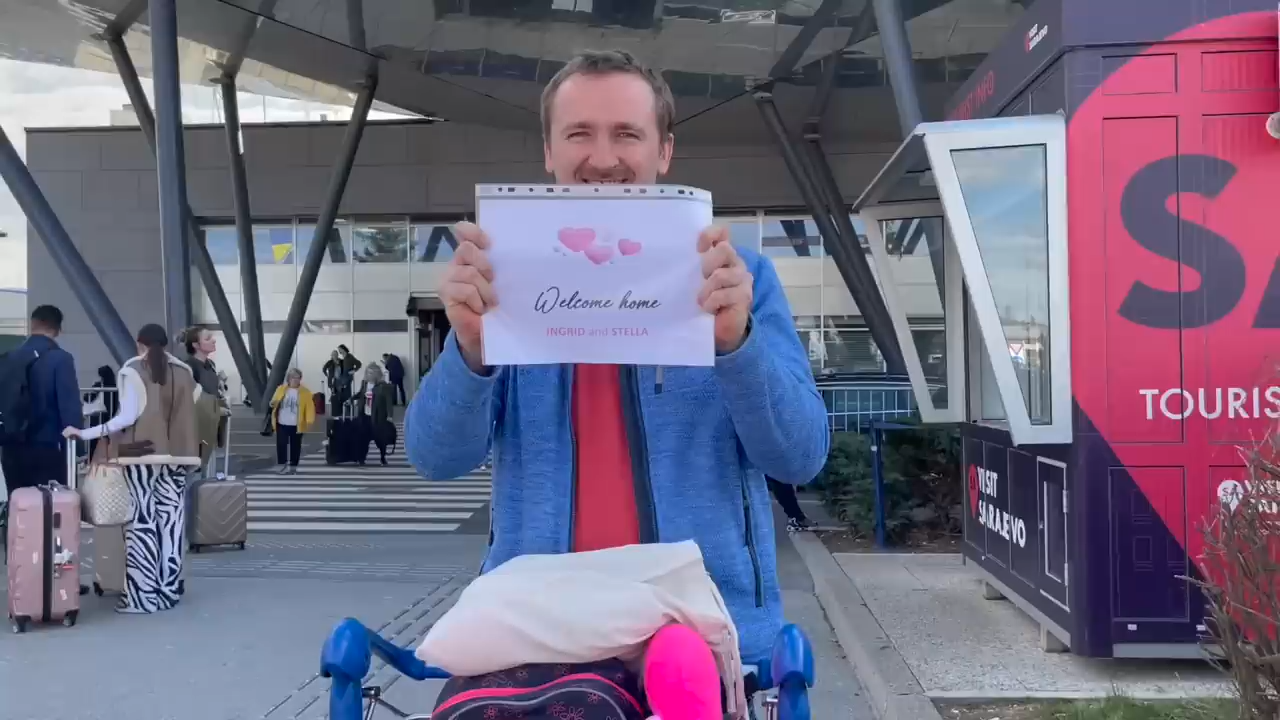 Welcome home
INGRID and STELLA
VISIT
SARAJEVO
TOURIS